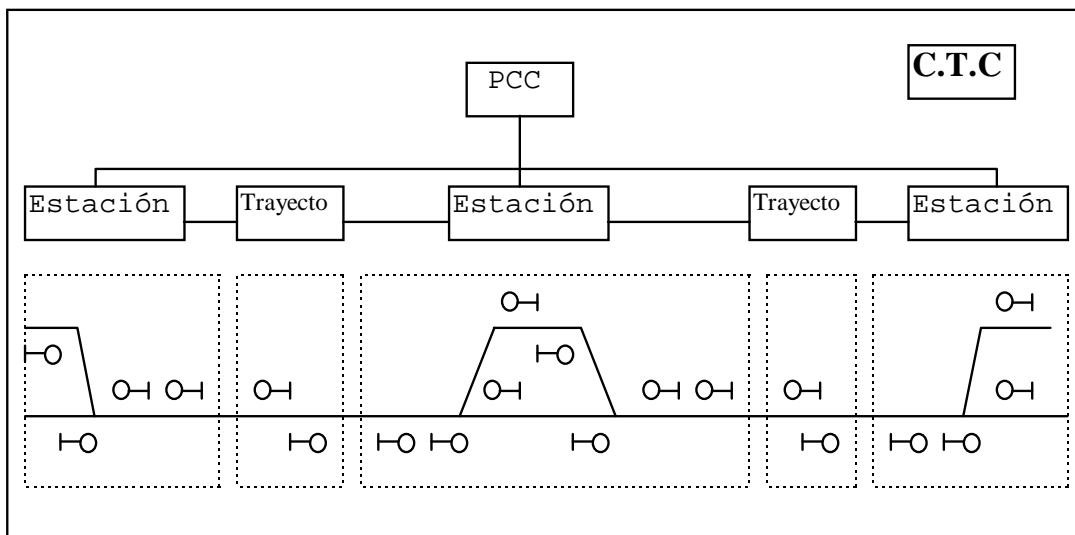 C.T.C
PCC
Estación
Trayecto
Estación
Trayecto
Estación